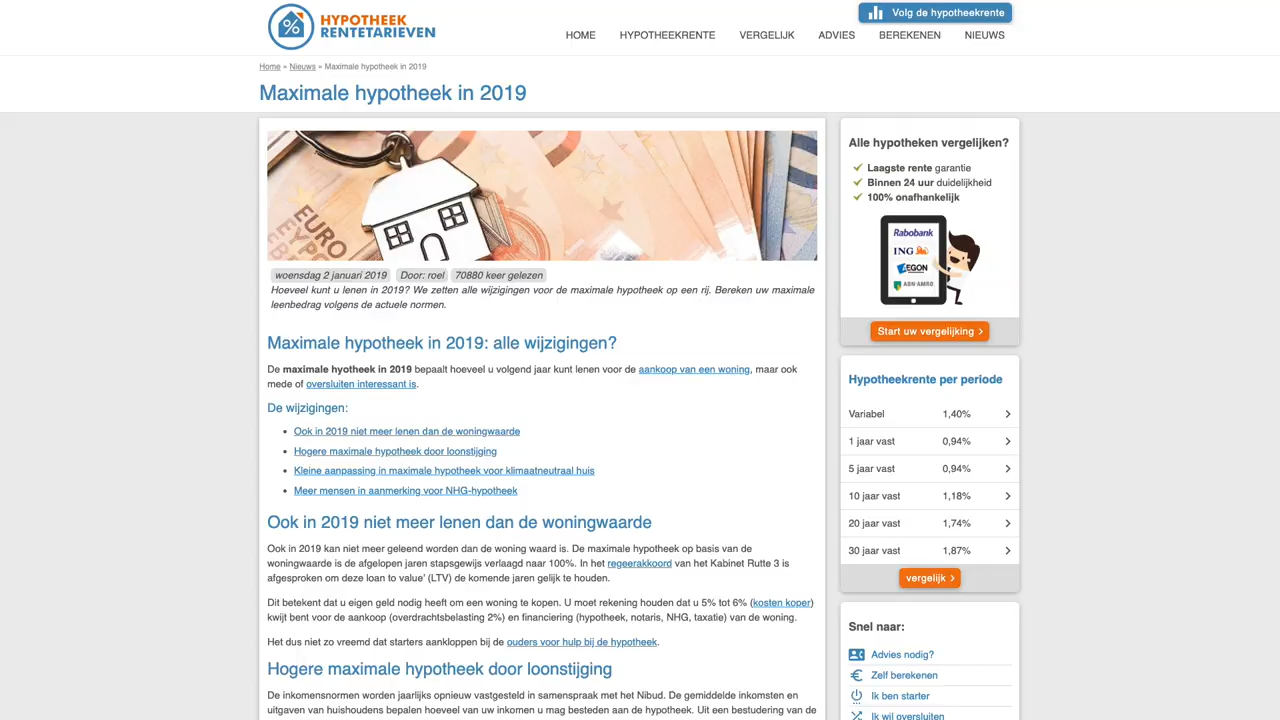 HYPOTHEEK
RENTETARIEVEN
Volg de hypotheekrente
HOME HYPOTHEEKRENTE VERGELIJK ADVIES BEREKENEN NIEUWS
Home » Nieuws » Maximale hypotheek in 2019
Maximale hypotheek in 2019
EURO
woensdag 2 januari 2019 Door: roel 70880 keer gelezen
Hoeveel kunt u lenen in 2019? We zetten alle wijzigingen voor de maximale hypotheek op een rij. Bereken uw maximale
leenbedrag volgens de actuele normen.
Maximale hypotheek in 2019: alle wijzigingen?
De maximale hyotheek in 2019 bepaalt hoeveel u volgend jaar kunt lenen voor de aankoop van een woning, maar ook
mede of oversluiten interessant is.
De wijzigingen:
• Ook in 2019 niet meer lenen dan de woningwaarde
• Hogere maximale hypotheek door loonstijging
• Kleine aanpassing in maximale hypotheek voor klimaatneutraal huis
• Meer mensen in aanmerking voor NHG-hypotheek
Ook in 2019 niet meer lenen dan de woningwaarde
Ook in 2019 kan niet meer geleend worden dan de woning waard is. De maximale hypotheek op basis van de
woningwaarde is de afgelopen jaren stapsgewijs verlaagd naar 100%. In het regeerakkoord van het Kabinet Rutte 3 is
afgesproken om deze loan to value’ (LTV) de komende jaren gelijk te houden.
Dit betekent dat u eigen geld nodig heeft om een woning te kopen. U moet rekening houden dat u 5% tot 6% (kosten koper)
kwijt bent voor de aankoop (overdrachtsbelasting 2%) en financiering (hypotheek, notaris, NHG, taxatie) van de woning.
Het dus niet zo vreemd dat starters aankloppen bij de ouders voor hulp bij de hypotheek.
Hogere maximale hypotheek door loonstijging
De inkomensnormen worden jaarlijks opnieuw vastgesteld in samenspraak met het Nibud. De gemiddelde inkomsten en
uitgaven van huishoudens bepalen hoeveel van uw inkomen u mag besteden aan de hypotheek. Uit een bestudering van de
Alle hypotheken vergelijken?
Laagste rente garantie
Binnen 24 uur duidelijkheid
100% onafhankelijk
Rabobank
ING
AEGON
ABN·AMRO
Start uw vergelijking
Hypotheekrente per periode
Variabel 1,40%
1 jaar vast 0,94%
5 jaar vast 0,94%
10 jaar vast 1,18%
20 jaar vast 1,74%
30 jaar vast 1,87%
vergelijk
Snel naar:
Advies nodig?
Zelf berekenen
Ik ben starter
Ik wil oversluiten